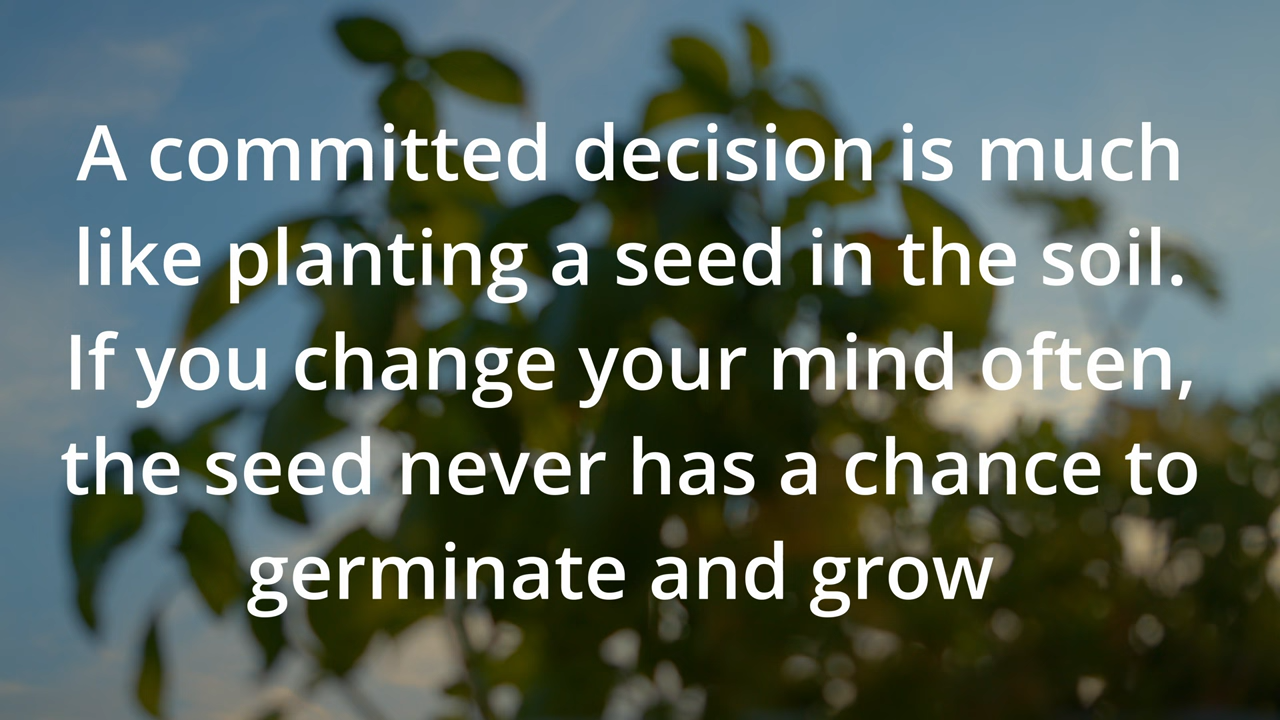 A committed decision is much
like planting a seed in the soil.
If you change your mind often,
the seed never has a chance to
germinate and grow